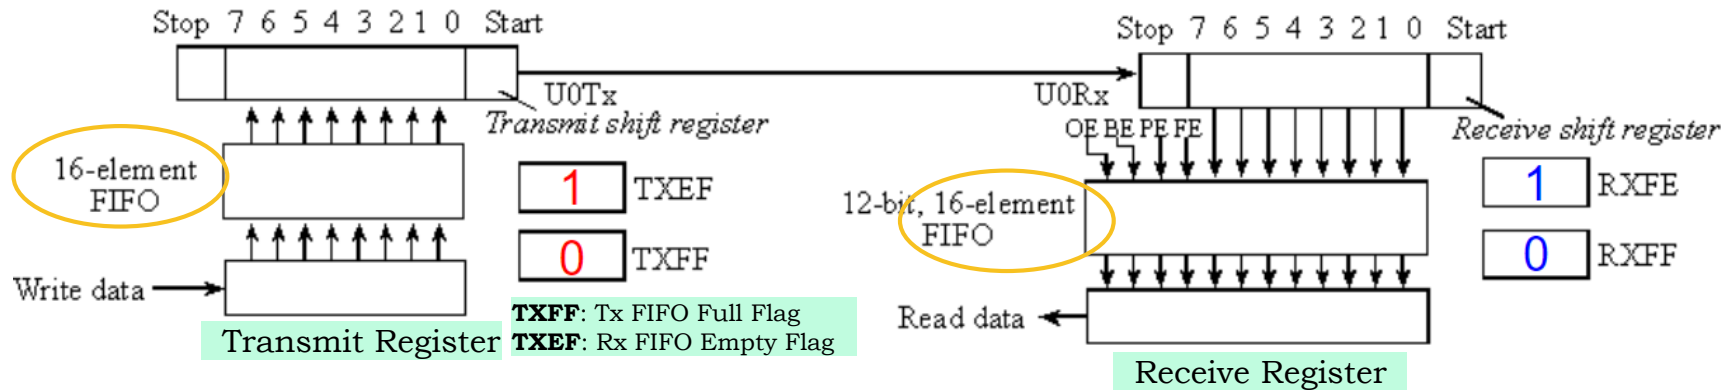 Stop 7 6 5 4 3 2 1 0 Start
U0Tx
Transmit shift register
16-element
FIFO
1 TXEF
0 TXFF
Write data
Transmit Register
TXFF: Tx FIFO Full Flag
TXEF: Rx FIFO Empty Flag
Stop 7 6 5 4 3 2 1 0 Start
U0Rx
OE BE PE FE
Receive shift register
12-bit, 16-element
FIFO
1 RXFE
0 RXFF
Read data
Receive Register